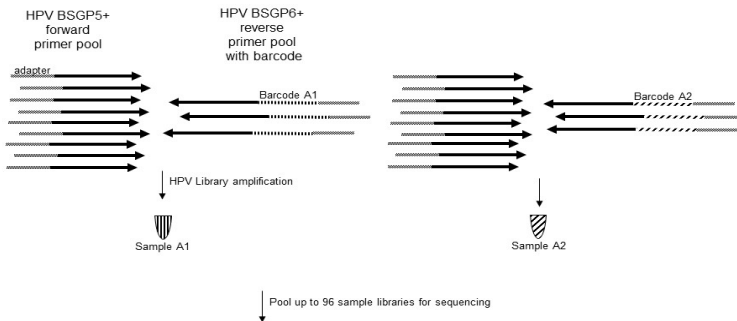 HPV BSGP5+
forward
primer pool
HPV BSGP6+
reverse
primer pool
with barcode
adapter
Barcode A1
Barcode A2
HPV Library amplification
Sample A1
Sample A2
Pool up to 96 sample libraries for sequencing